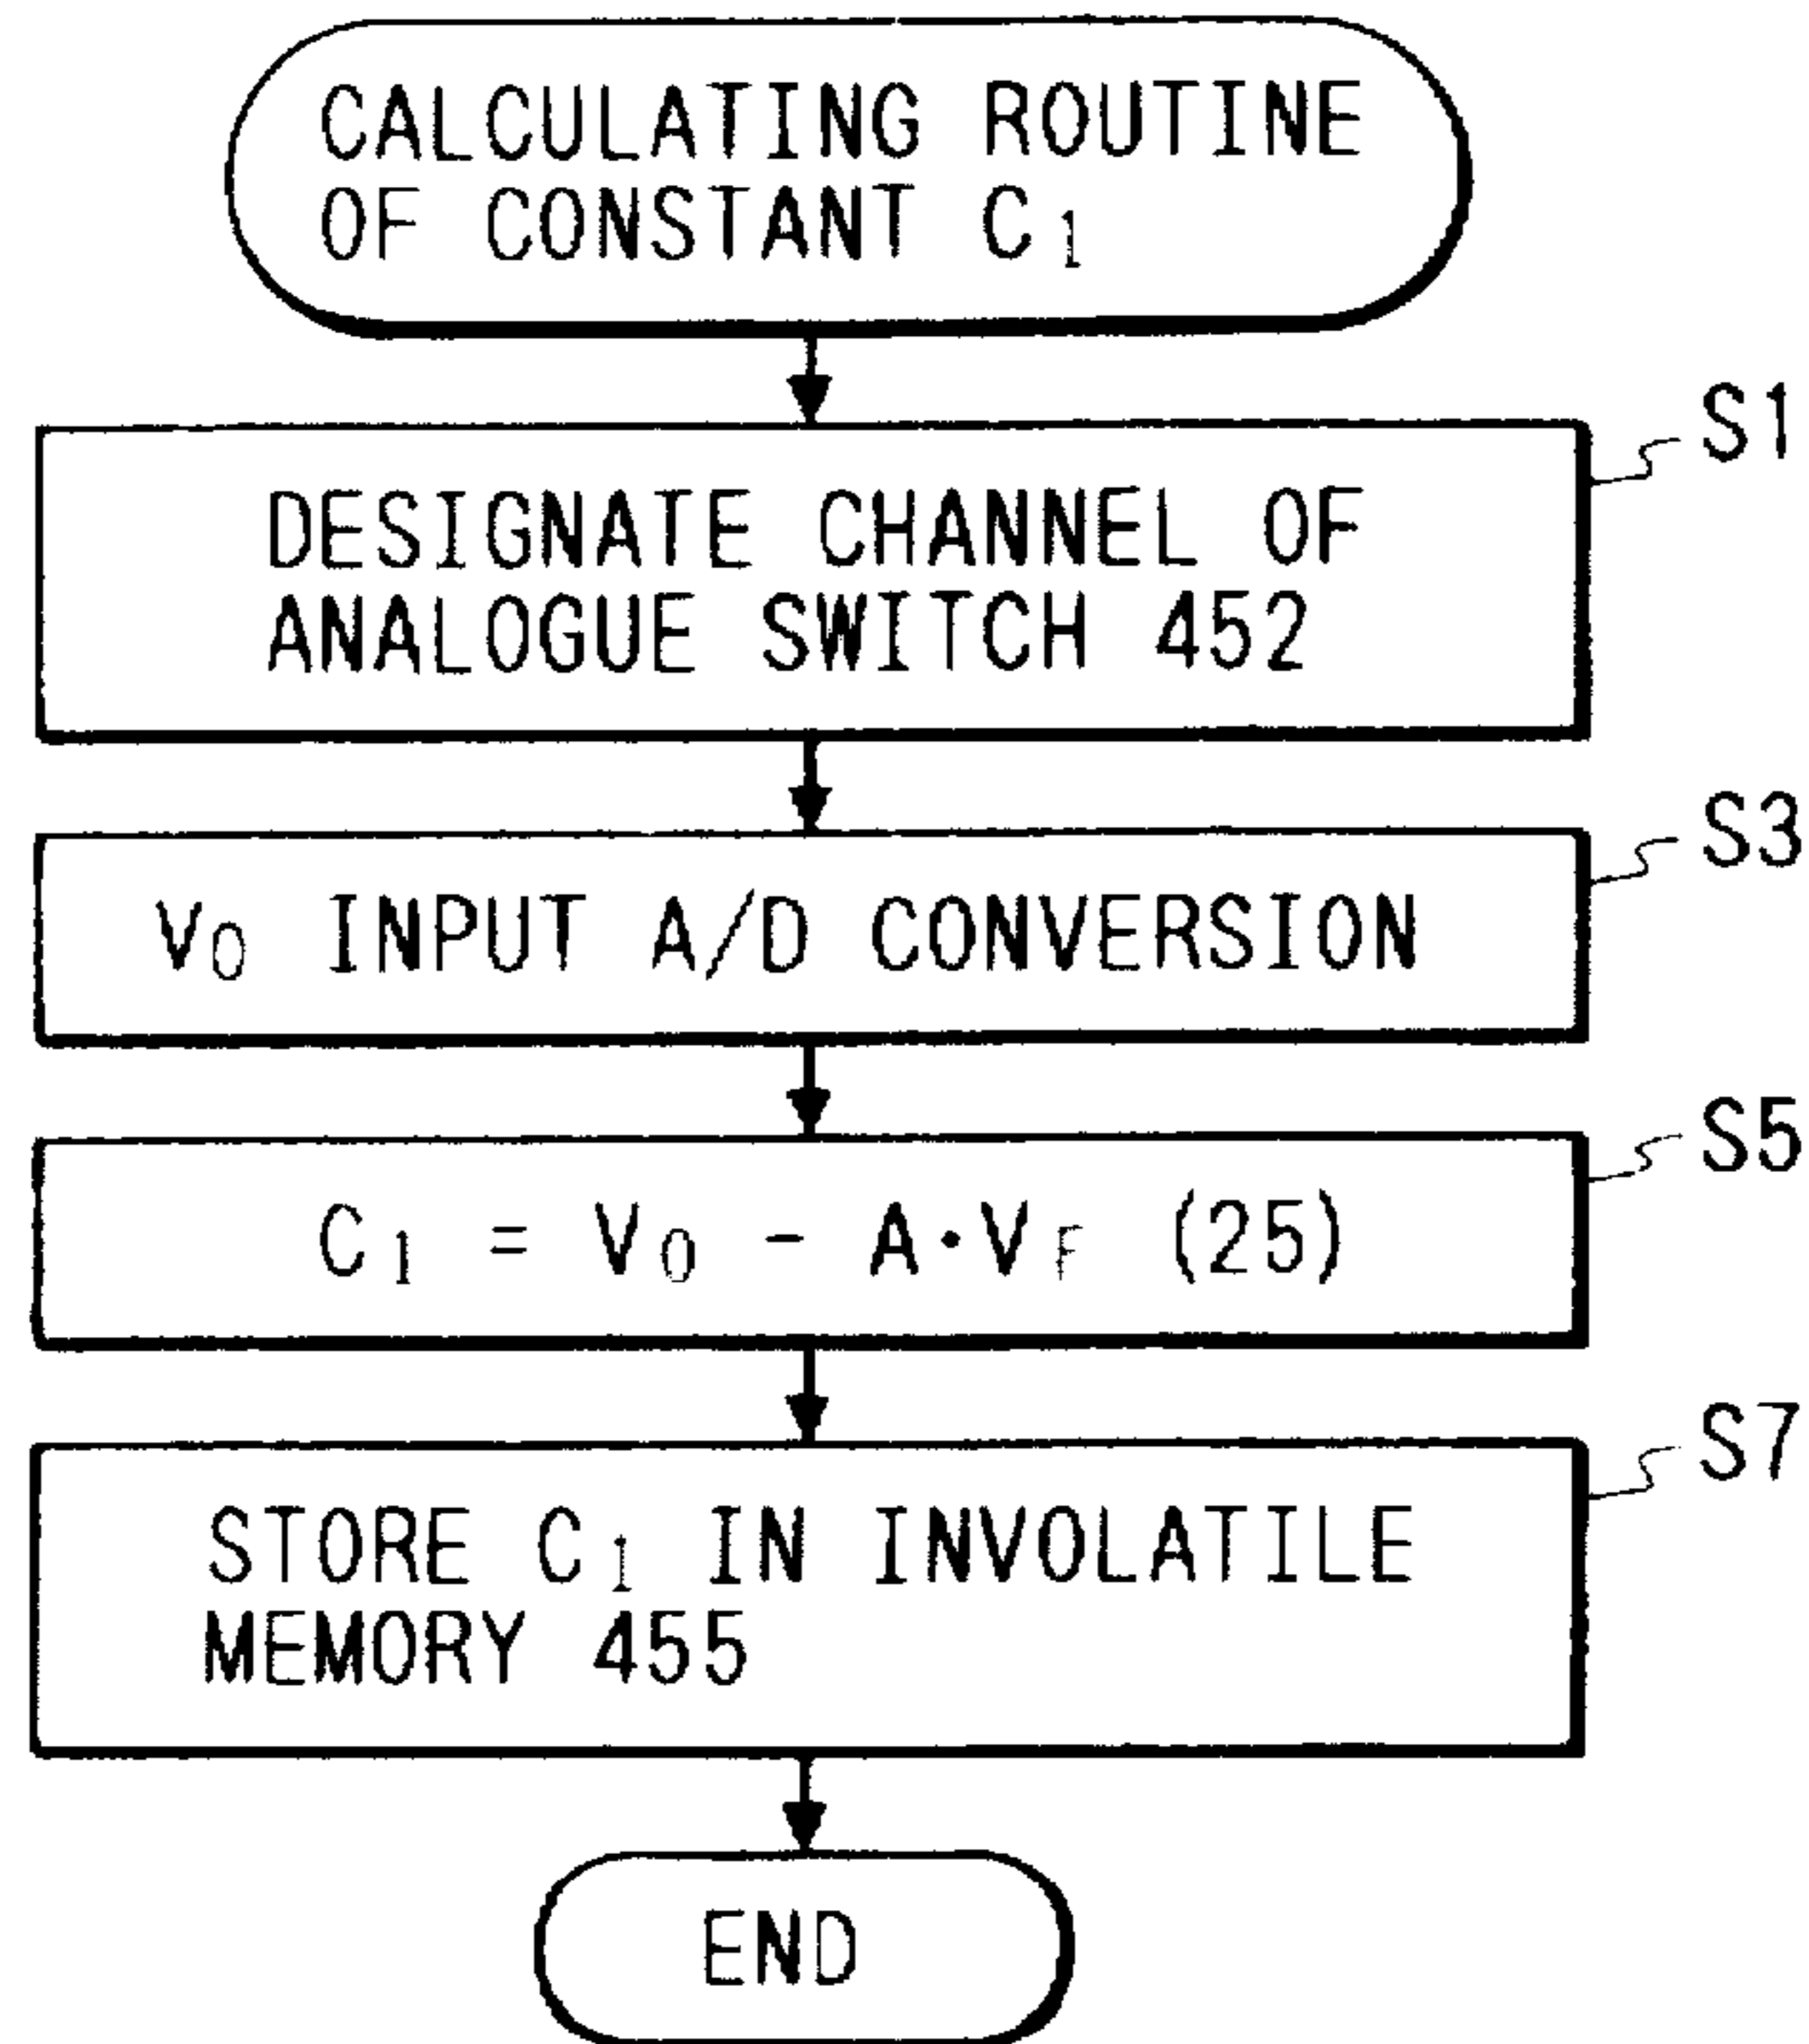 CALCULATING ROUTINE
OF CONSTANT C₁
S1
DESIGNATE CHANNEL OF
ANALOGUE SWITCH 452
S3
V₀ INPUT A/D CONVERSION
S5
C₁ = V₀ - A·V_F (25)
S7
STORE C₁ IN INVOLATILE
MEMORY 455
END